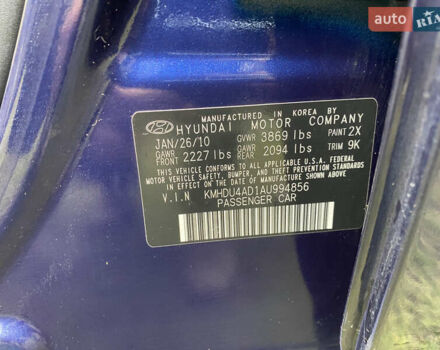 auto RIA
MANUFACTURED IN KOREA BY
HYUNDAI MOTOR COMPANY
JAN/26/10 GVWR 3869 lbs PAINT 2X
GAWR FRONT 2227 lbs GAWR REAR 2094 lbs TRIM 9K
THIS VEHICLE CONFORMS TO ALL APPLICABLE U.S.A. FEDERAL
MOTOR VEHICLE SAFETY, BUMPER, AND THEFT PREVENTION
STANDARDS IN EFFECT ON THE DATE OF MANUFACTURE
SHOWN ABOVE.
V.I.N KMHDU4AD1AU994856
PASSENGER CAR